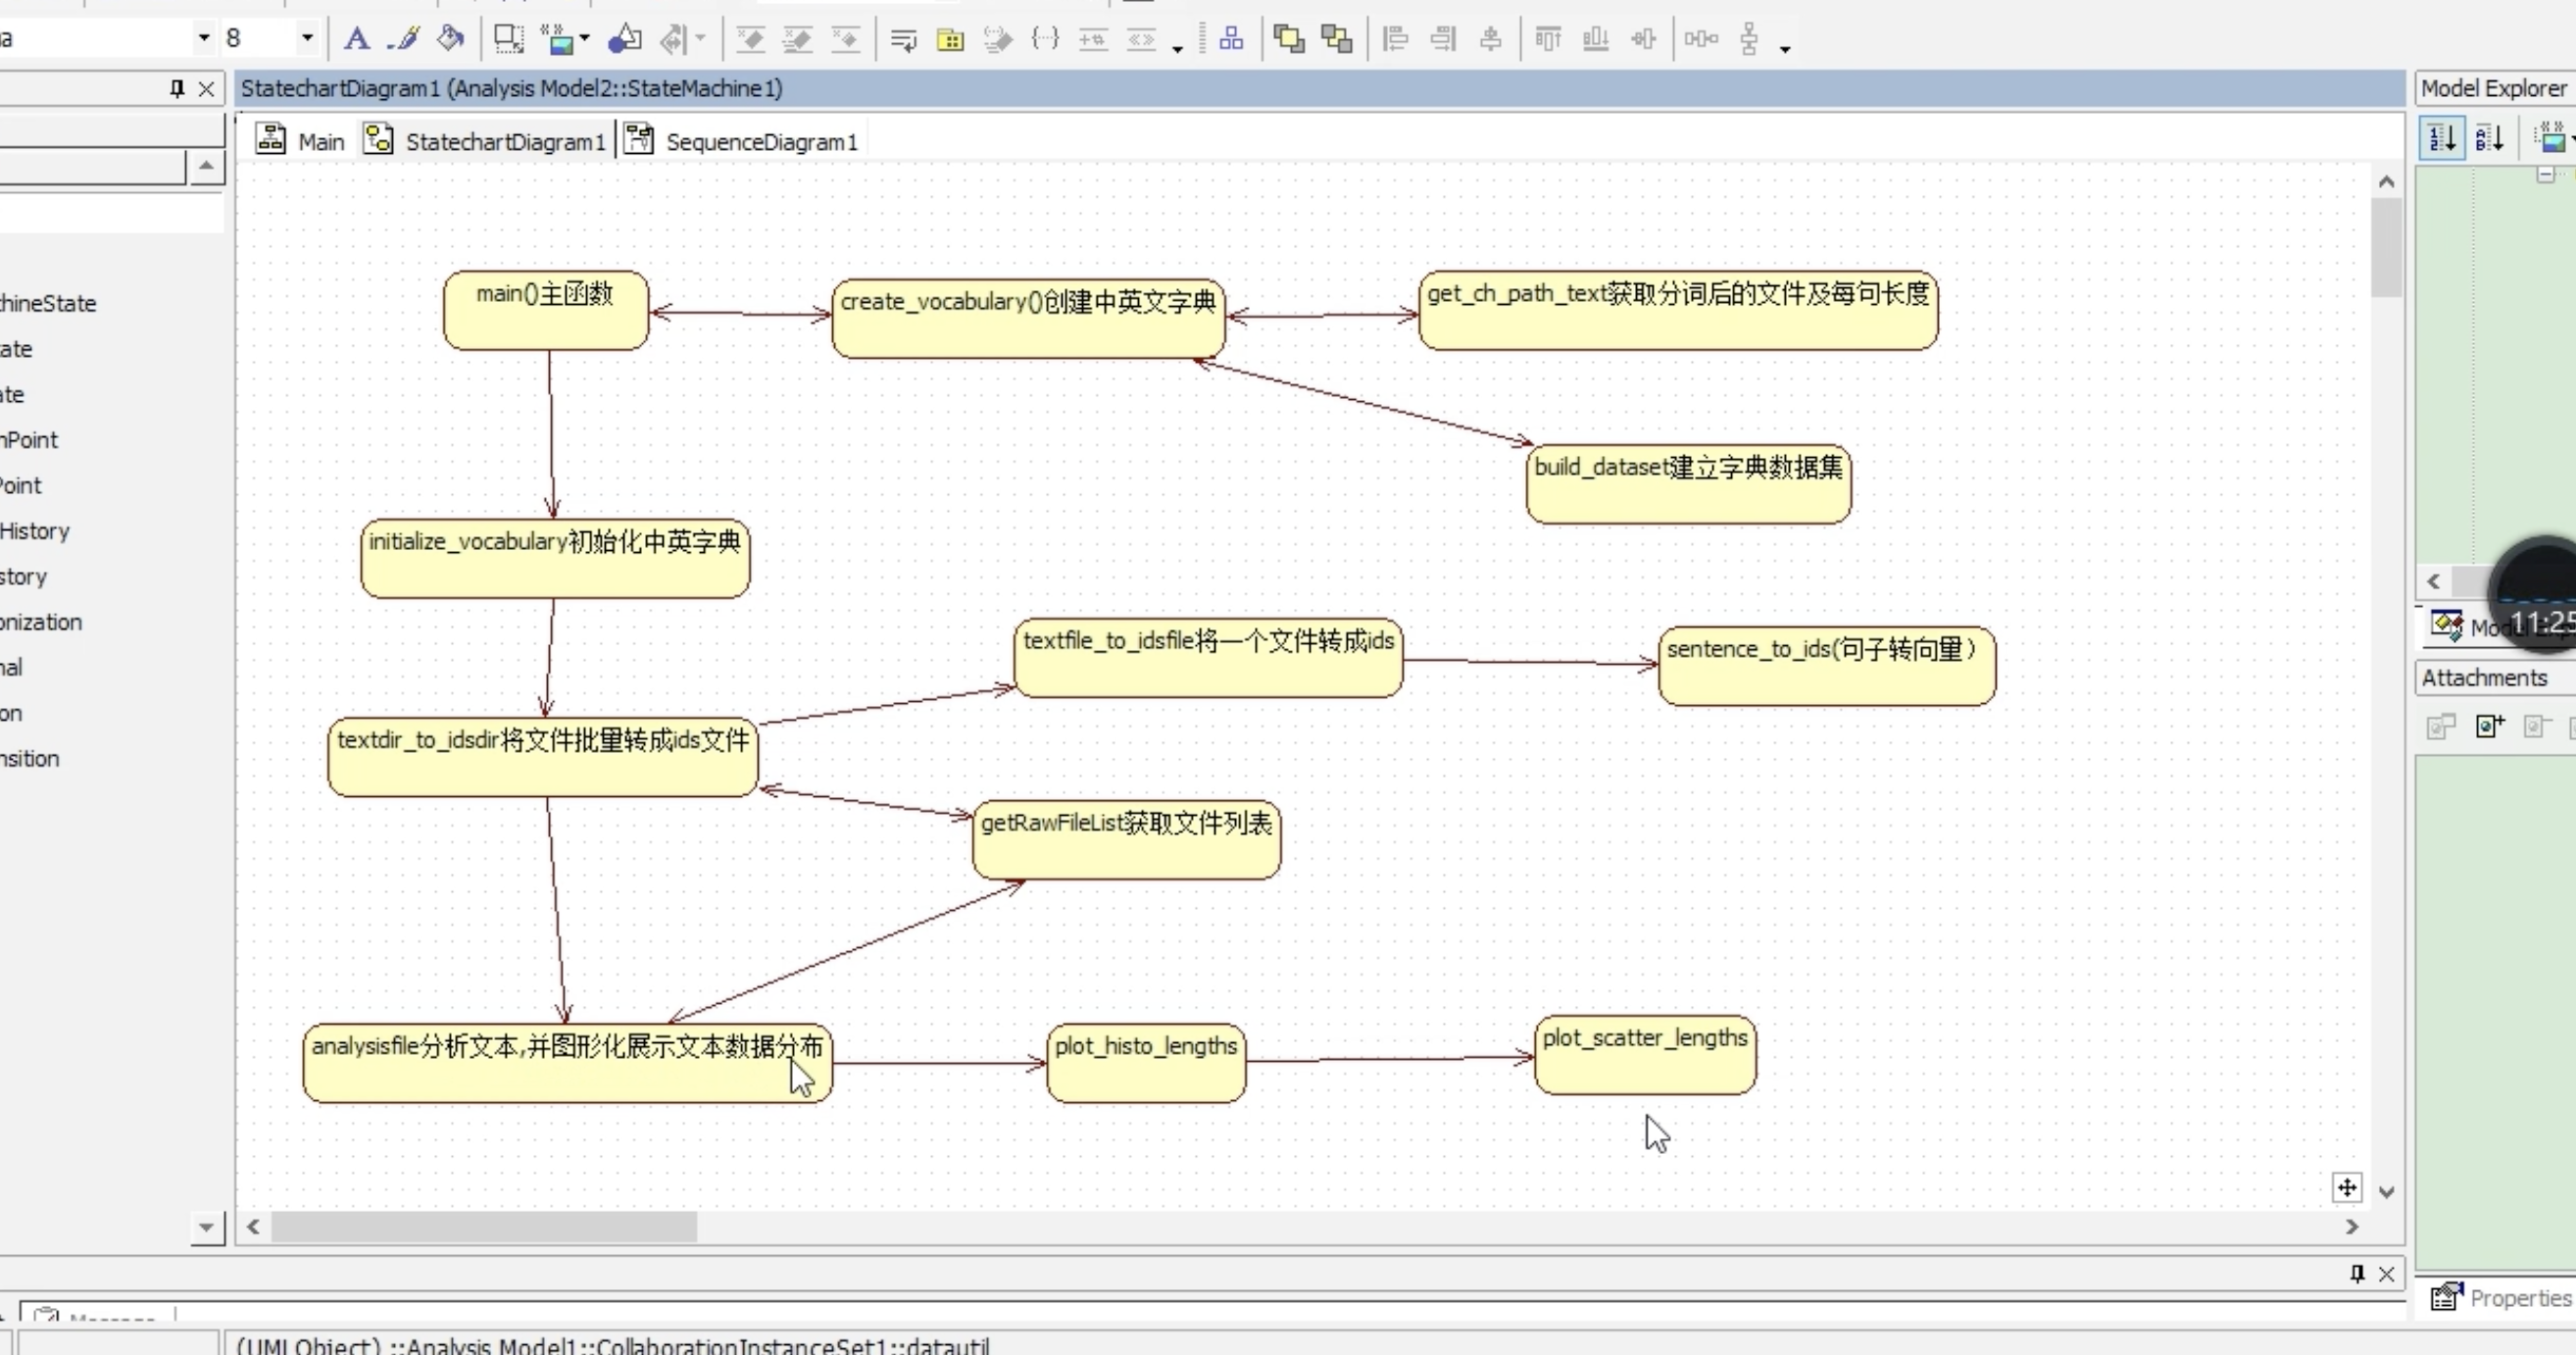 8
StatechartDiagram1 (Analysis Model2::StateMachine1)
Model Explorer
Main
StatechartDiagram1
SequenceDiagram1
main()主函数
create_vocabulary()创建中英文字典
get_ch_path_text获取分词后的文件及每句长度
build_dataset建立字典数据集
initialize_vocabulary初始化中英字典
textfile_to_idsfile将一个文件转成ids
sentence_to_ids(句子转向量）
textdir_to_idsdir将文件批量转成ids文件
getRawFileList获取文件列表
analysisfile分析文本,并图形化展示文本数据分布
plot_histo_lengths
plot_scatter_lengths
hineState
ate
ate
nPoint
Point
History
story
onization
nal
on
nsition
11:25
Attachments
Properties
(UMLObject) ::Analysis Model1::CollaborationInstanceSet1::datautil